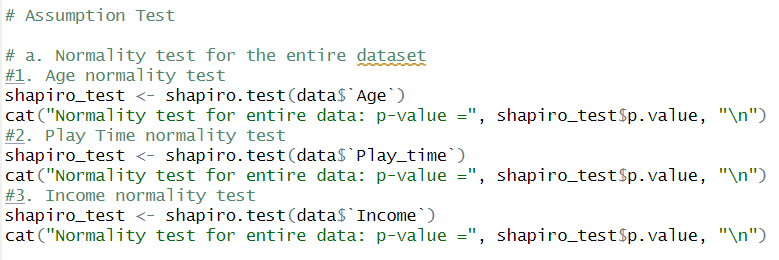 # Assumption Test
# a. Normality test for the entire dataset
#1. Age normality test
shapiro_test <- shapiro.test(data$`Age`)
cat("Normality test for entire data: p-value =", shapiro_test$p.value, "\n")
#2. Play Time normality test
shapiro_test <- shapiro.test(data$`Play_time`)
cat("Normality test for entire data: p-value =", shapiro_test$p.value, "\n")
#3. Income normality test
shapiro_test <- shapiro.test(data$`Income`)
cat("Normality test for entire data: p-value =", shapiro_test$p.value, "\n")